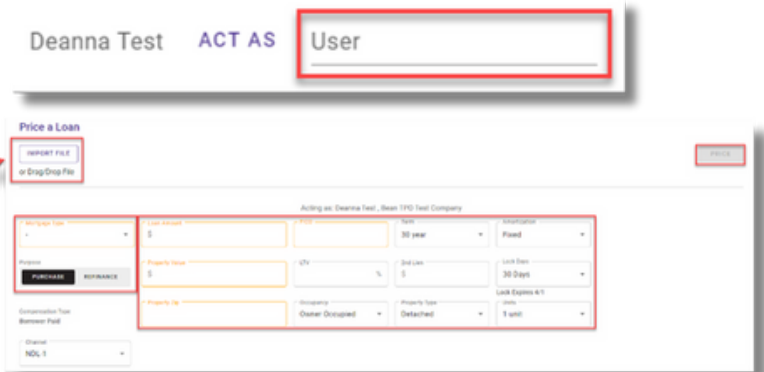 Deanna Test ACT AS User
Price a Loan
IMPORT FILE
PRICE
or Drag/Drop File
Acting as: Deanna Test , Bean TPO Test Company
Mortgage Type Loan Amount FICO Term Amortization
- $ 30 year Fixed
Purpose Property Value LTV 2nd Lien Lock Days
PURCHASE REFINANCE $ % $ 30 Days
Lock Expires 4/1
Property Zip Occupancy Property Type Units
Compensation Type Owner Occupied Detached 1 unit
Borrower Paid
Channel
NDL-1